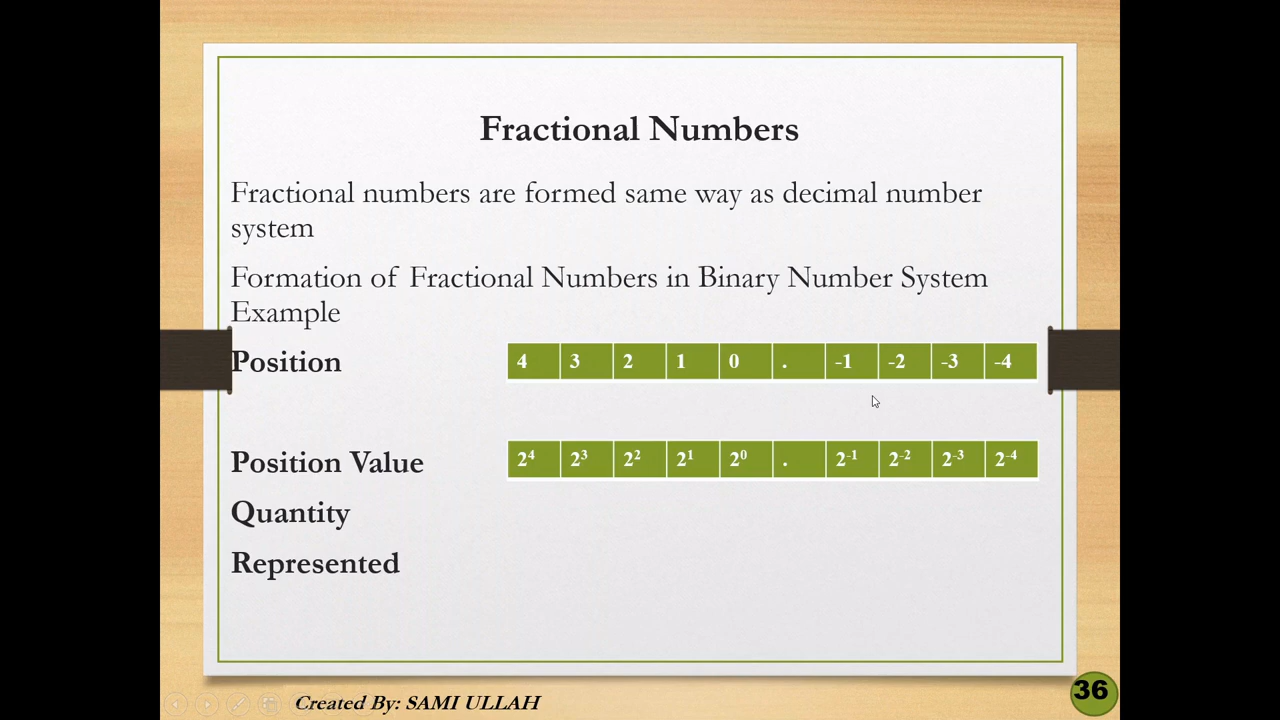 Fractional Numbers
Fractional numbers are formed same way as decimal number
system
Formation of Fractional Numbers in Binary Number System
Example
Position 4 3 2 1 0 . -1 -2 -3 -4
Position Value 2⁴ 2³ 2² 2¹ 2⁰ . 2⁻¹ 2⁻² 2⁻³ 2⁻⁴
Quantity
Represented
Created By: SAMI ULLAH
36